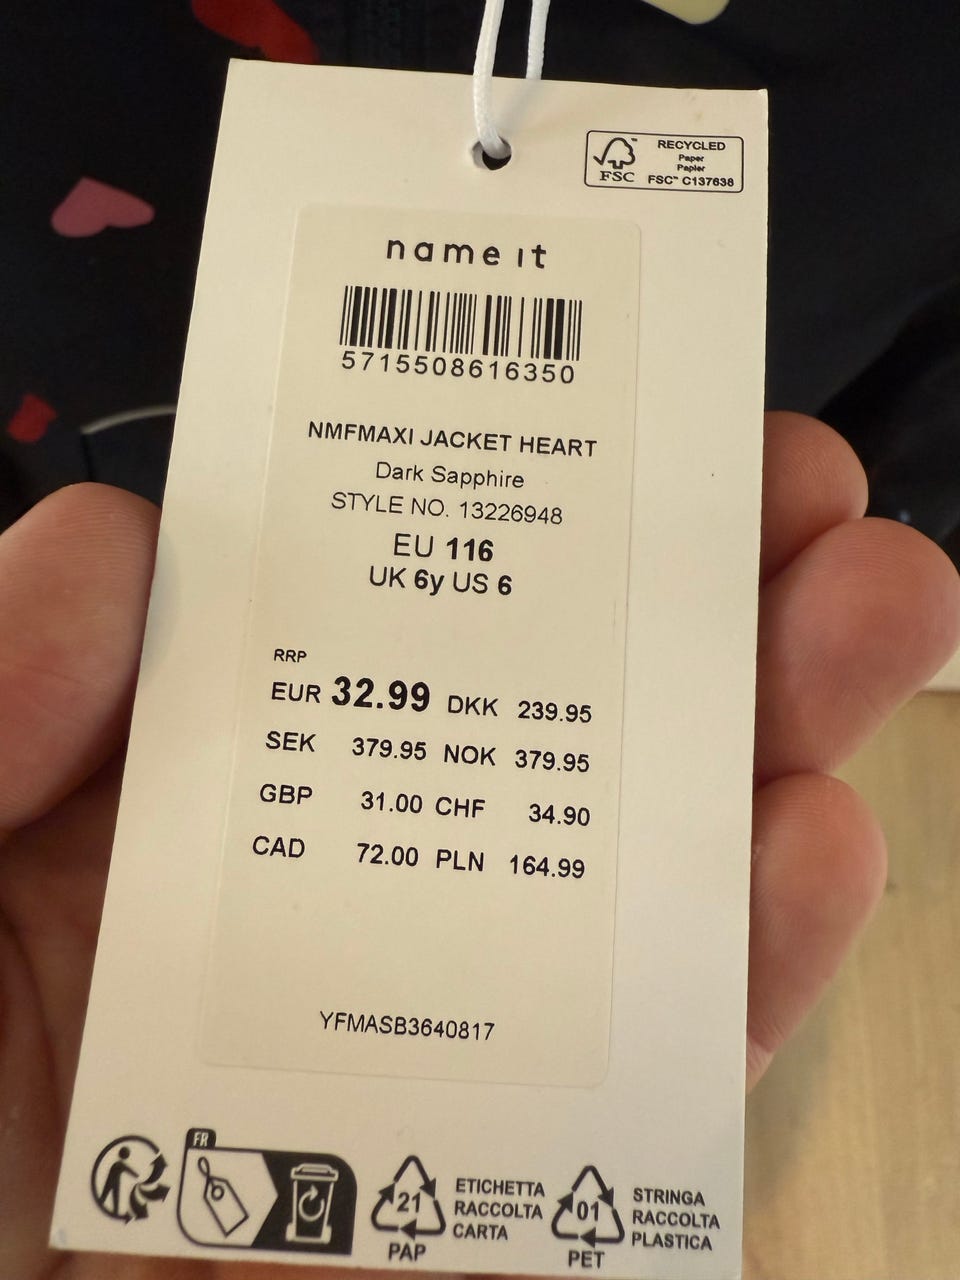 RECYCLED
Paper
Papier
FSC™ C137638
FSC™
name it
5715508616350
NMFMAXI JACKET HEART
Dark Sapphire
STYLE NO. 13226948
EU 116
UK 6y US 6
RRP
EUR 32.99 DKK 239.95
SEK 379.95 NOK 379.95
GBP 31.00 CHF 34.90
CAD 72.00 PLN 164.99
YFMASB3640817
FR
21
PAP
ETICHETTA
RACCOLTA
CARTA
01
PET
STRINGA
RACCOLTA
PLASTICA